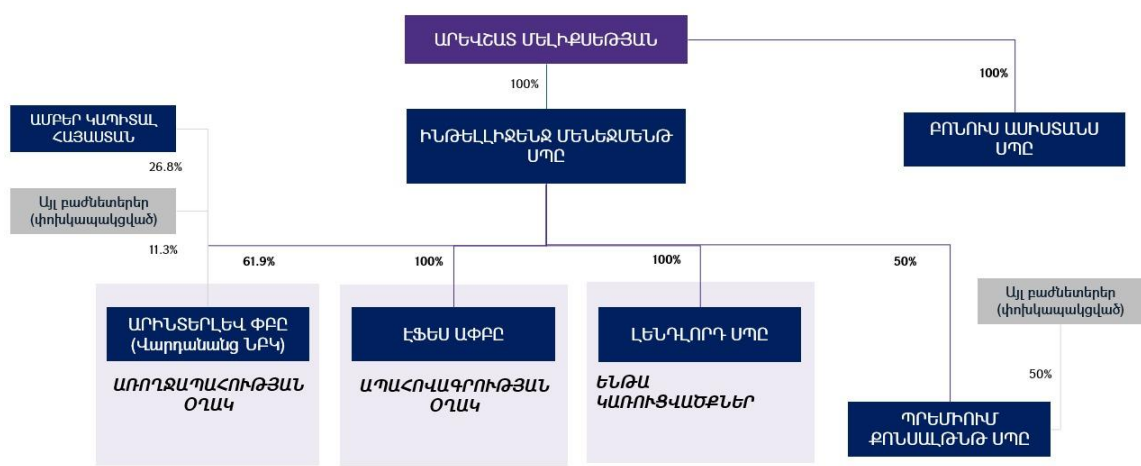 ԱՐԵՎՇԱՏ ՄԵԼԻՔՍԵԹՅԱՆ
100%
100%
ԱՄԲԵՐ ԿԱՊԻՏԱԼ
ՀԱՅԱՍՏԱՆ
ԻՆԹԵԼԼԻՋԵՆՋ ՄԵՆԵՋՄԵՆԹ
ՍՊԸ
ԲՈՆՈՒՍ ԱՍԻՍՏԱՆՍ
ՍՊԸ
26.8%
Այլ բաժնետերեր
(փոխկապակցված)
11.3%
61.9%
100%
100%
50%
Այլ բաժնետերեր
(փոխկապակցված)
ԱՐԻՆՏԵՐԼԵՎ ՓԲԸ
(Վարդանանց ՆԲԿ)
ԷՖԵՍ ԱՓԲԸ
ԼԵՆԴԼՈՐԴ ՍՊԸ
ԱՌՈՂՋԱՊԱՀՈՒԹՅԱՆ
ՕՂԱԿ
ԱՊԱՀՈՎԱԳՐՈՒԹՅԱՆ
ՕՂԱԿ
ԵՆԹԱ
ԿԱՌՈՒՑՎԱԾՔՆԵՐ
50%
ՊՐԵՄԻՈՒՄ
ՔՈՆՍԱԼԹՆԹ ՍՊԸ